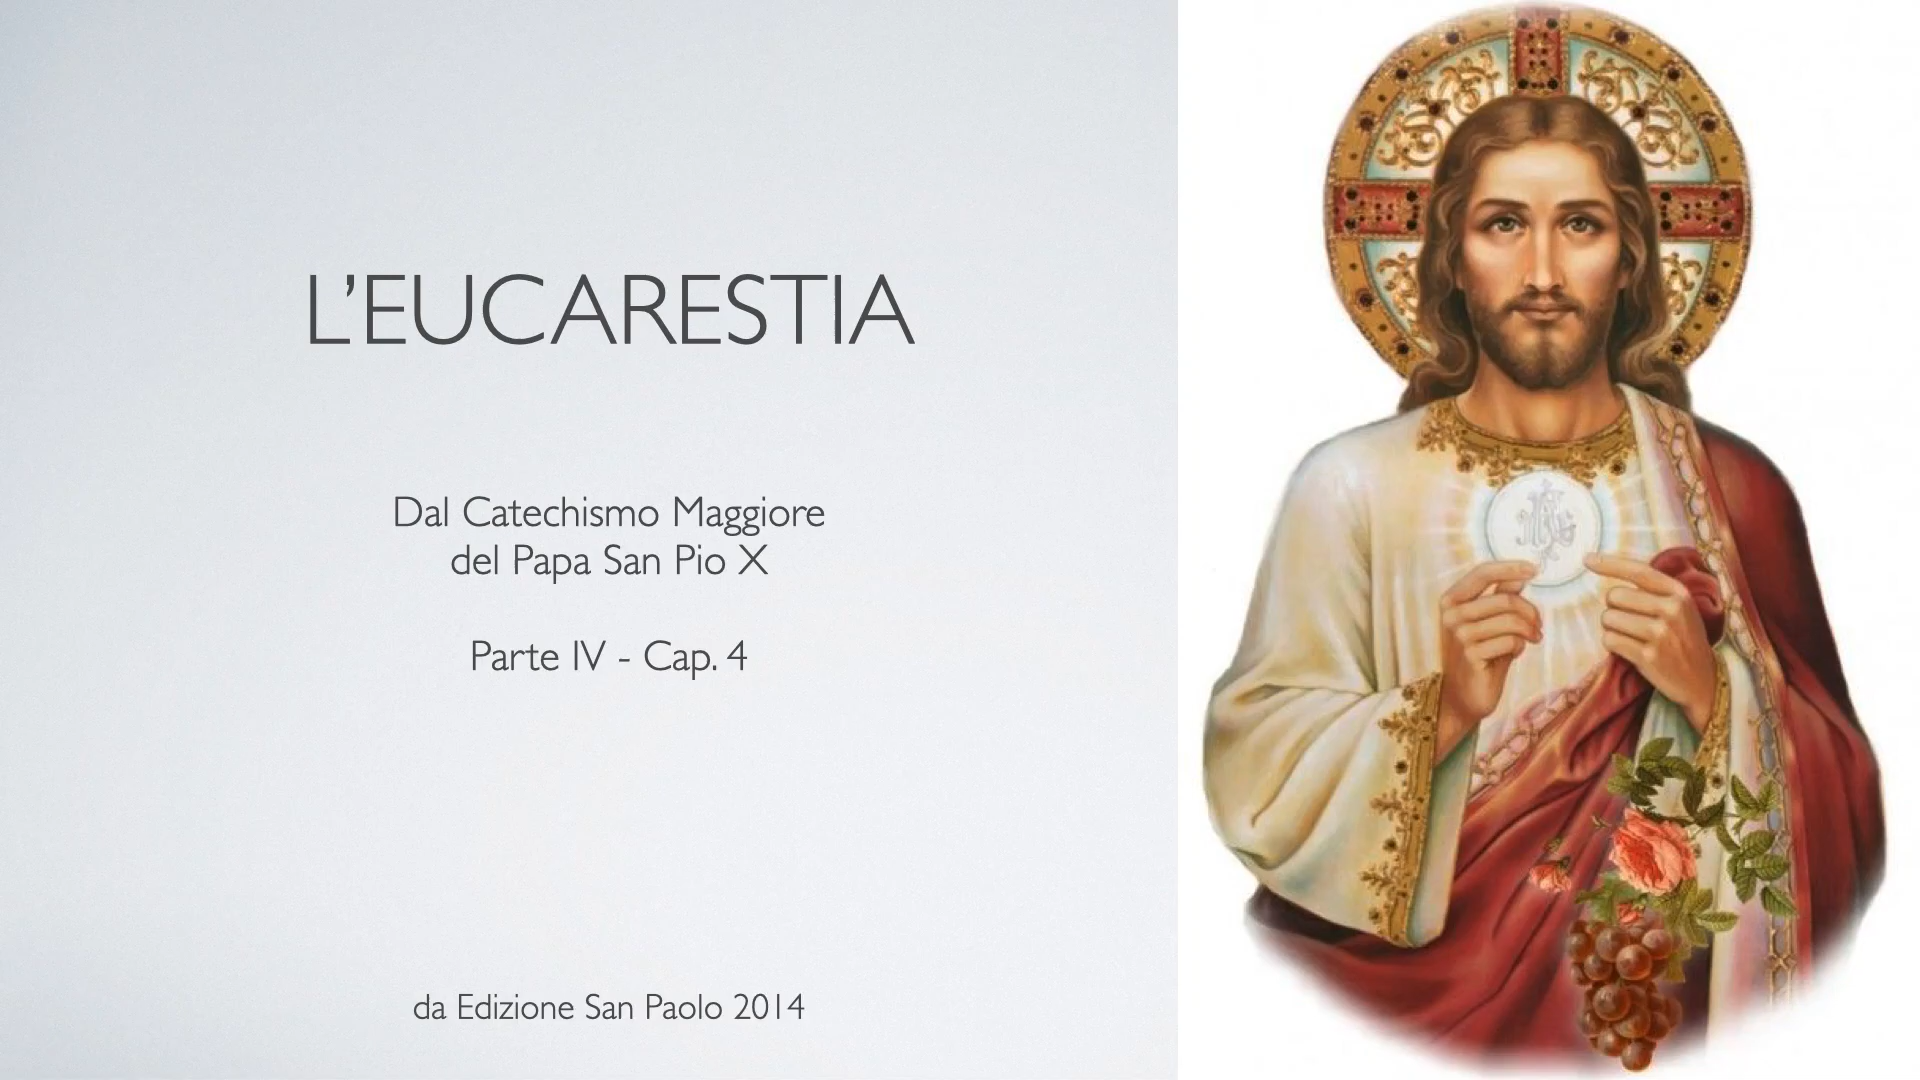 L’EUCARESTIA
Dal Catechismo Maggiore
del Papa San Pio X
Parte IV - Cap. 4
da Edizione San Paolo 2014